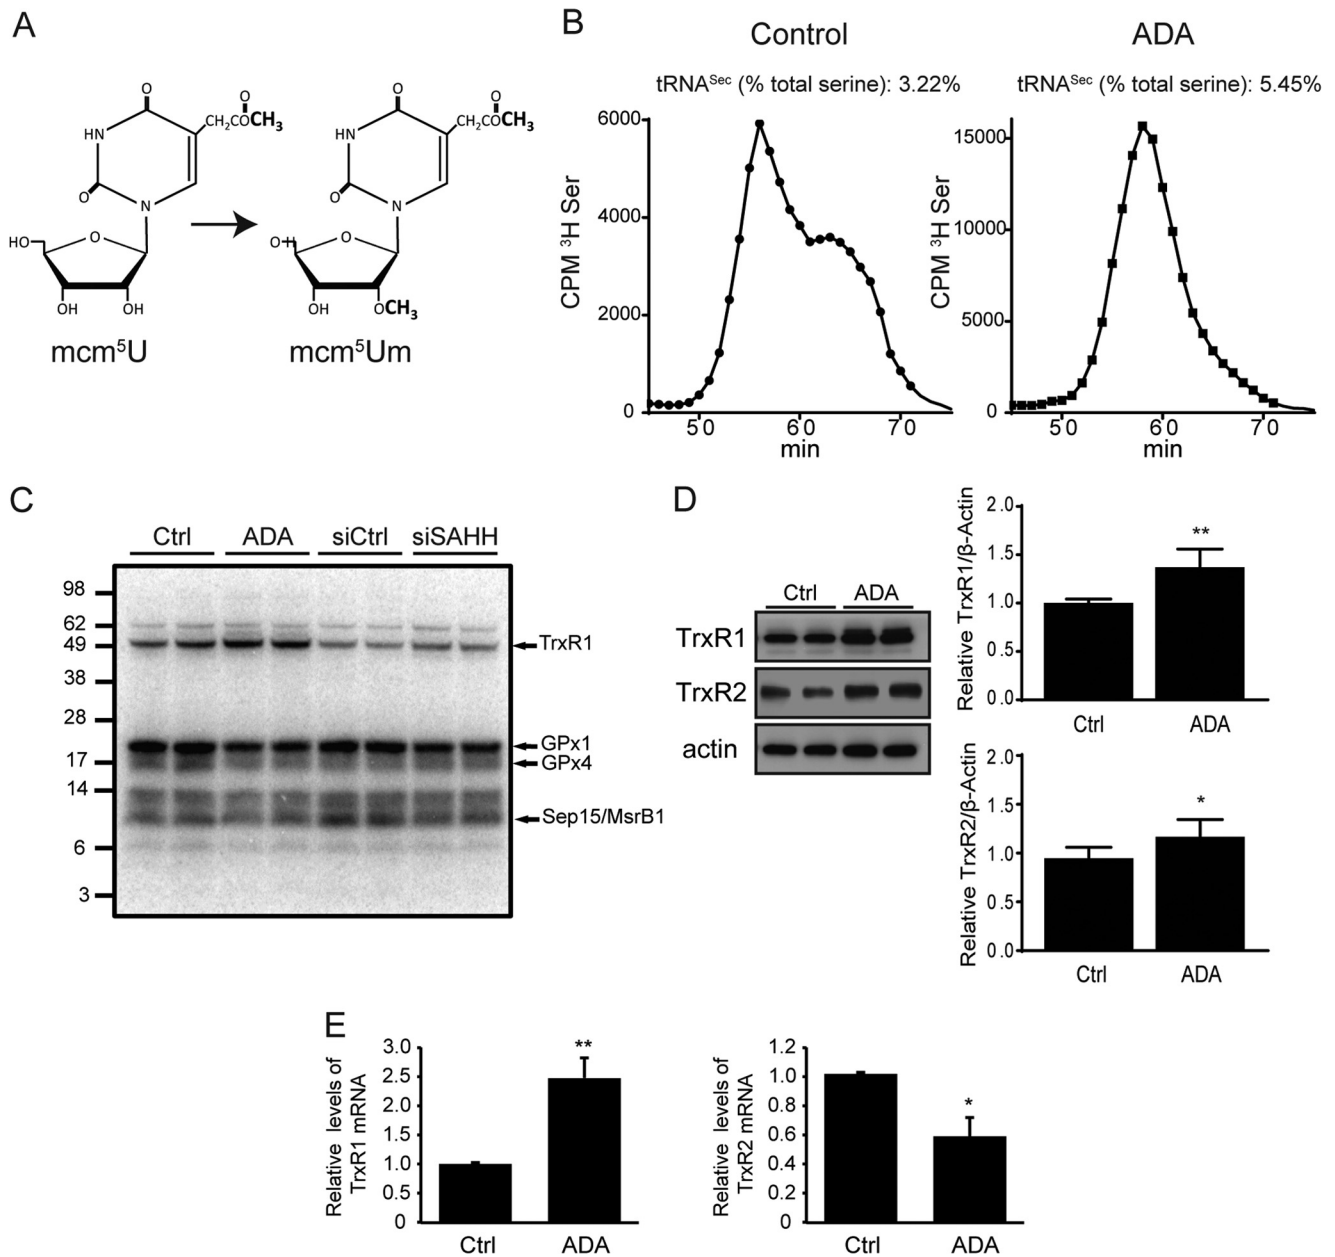 A
O
HN
O
N
CH₂COCH₃
O
HO
O
OH
OH
mcm⁵U
O
HN
O
N
CH₂COCH₃
O
OH
O
OH
OCH₃
mcm⁵Um
B
Control
tRNA^Sec (% total serine): 3.22%
CPM ³H Ser
6000
4000
2000
0
50 60 70
min
ADA
tRNA^Sec (% total serine): 5.45%
CPM ³H Ser
15000
10000
5000
0
50 60 70
min
C
Ctrl ADA siCtrl siSAHH
98
62
49
38
28
17
14
6
3
TrxR1
GPx1
GPx4
Sep15/MsrB1
D
Ctrl ADA
TrxR1
TrxR2
actin
Relative TrxR1/β-Actin
2.0
1.5
1.0
0.5
0.0
**
Ctrl ADA
Relative TrxR2/β-Actin
2.0
1.5
1.0
0.5
0.0
*
Ctrl ADA
E
Relative levels of
TrxR1 mRNA
3.0
2.5
2.0
1.5
1.0
0.5
0
**
Ctrl ADA
Relative levels of
TrxR2 mRNA
1.2
1.0
0.8
0.6
0.4
0.2
0
*
Ctrl ADA